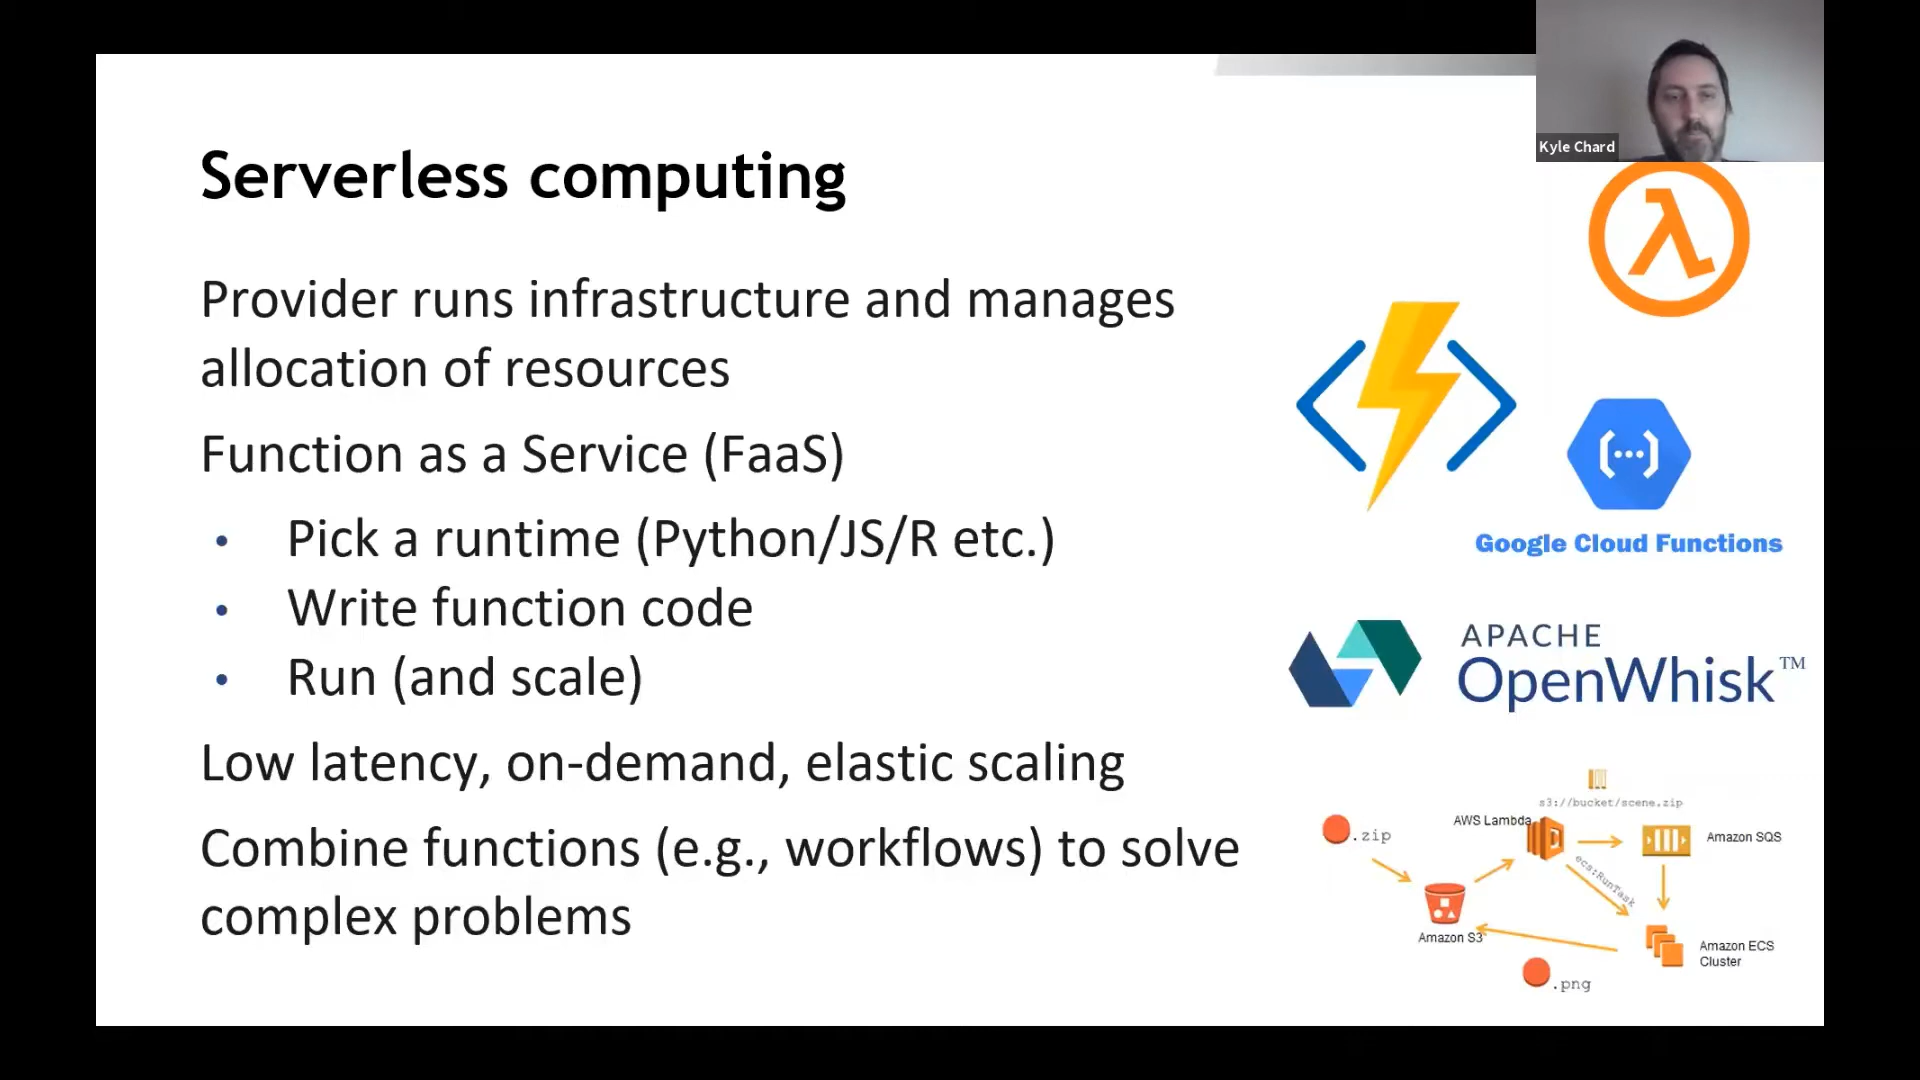 Kyle Chard
Serverless computing
Provider runs infrastructure and manages
allocation of resources
Function as a Service (FaaS)
• Pick a runtime (Python/JS/R etc.)
• Write function code
• Run (and scale)
Low latency, on-demand, elastic scaling
Combine functions (e.g., workflows) to solve
complex problems
λ
Google Cloud Functions
APACHE
OpenWhisk™
s3://bucket/scene.zip
AWS Lambda
.zip
Amazon SQS
ecs:RunTask
Amazon S3
Amazon ECS
Cluster
.png